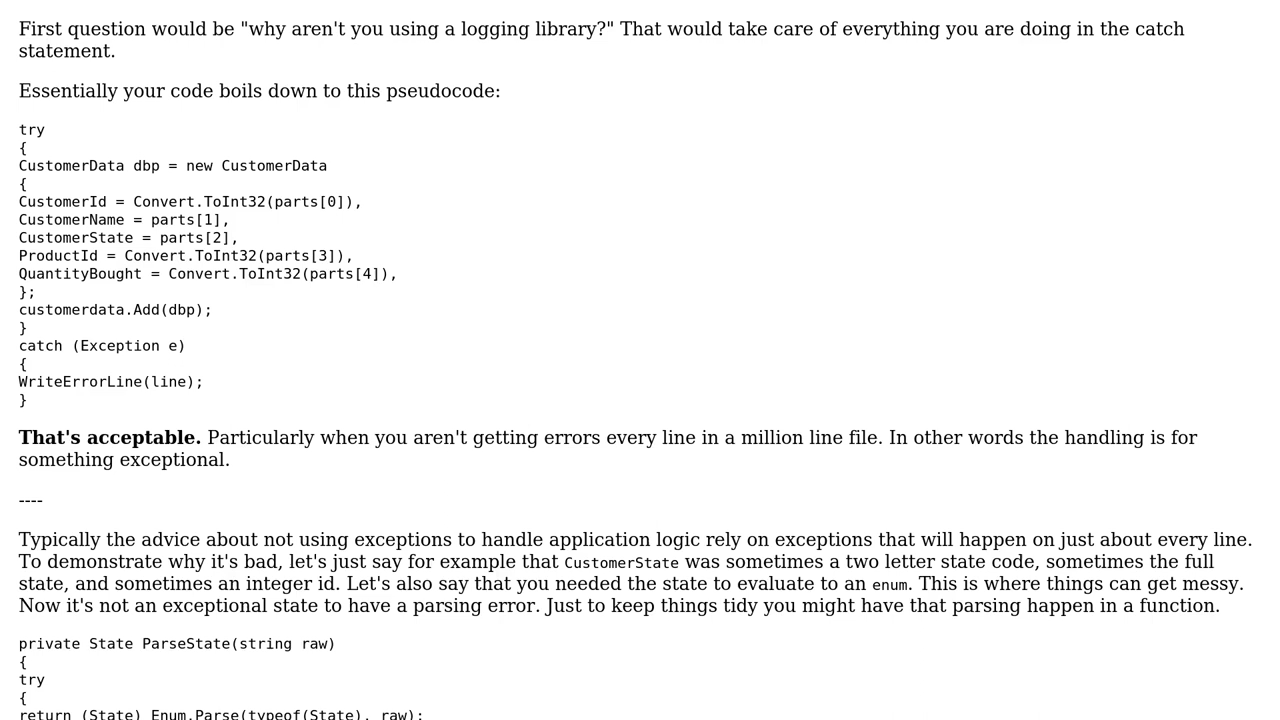 First question would be "why aren't you using a logging library?" That would take care of everything you are doing in the catch
statement.
Essentially your code boils down to this pseudocode:
try
{
CustomerData dbp = new CustomerData
{
CustomerId = Convert.ToInt32(parts[0]),
CustomerName = parts[1],
CustomerState = parts[2],
ProductId = Convert.ToInt32(parts[3]),
QuantityBought = Convert.ToInt32(parts[4]),
};
customerdata.Add(dbp);
}
catch (Exception e)
{
WriteErrorLine(line);
}
That's acceptable. Particularly when you aren't getting errors every line in a million line file. In other words the handling is for
something exceptional.
----
Typically the advice about not using exceptions to handle application logic rely on exceptions that will happen on just about every line.
To demonstrate why it's bad, let's just say for example that CustomerState was sometimes a two letter state code, sometimes the full
state, and sometimes an integer id. Let's also say that you needed the state to evaluate to an enum. This is where things can get messy.
Now it's not an exceptional state to have a parsing error. Just to keep things tidy you might have that parsing happen in a function.
private State ParseState(string raw)
{
try
{
return (State) Enum.Parse(typeof(State), raw);